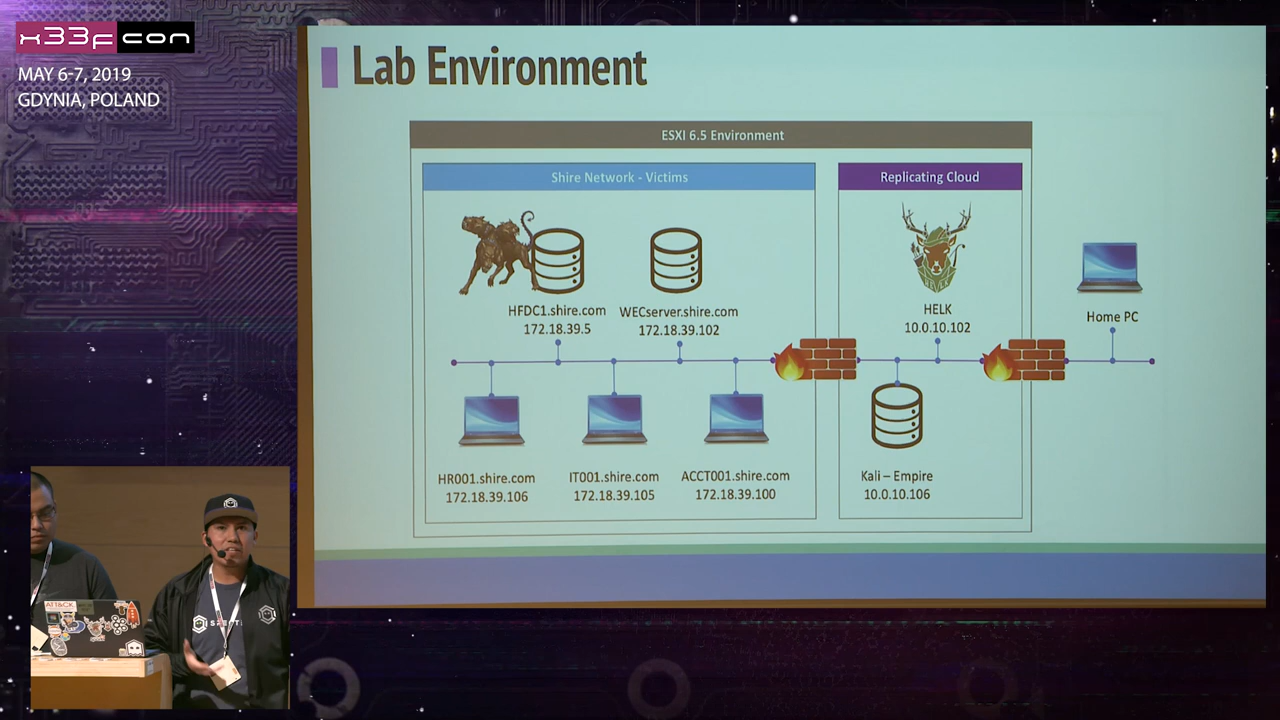 x33fcon
MAY 6-7, 2019
GDYNIA, POLAND
Lab Environment
ESXI 6.5 Environment
Shire Network - Victims
Replicating Cloud
HFDC1.shire.com
172.18.39.5
WECserver.shire.com
172.18.39.102
HELK
10.0.10.102
Home PC
HR001.shire.com
172.18.39.106
IT001.shire.com
172.18.39.105
ACCT001.shire.com
172.18.39.100
Kali – Empire
10.0.10.106
ATT&CK